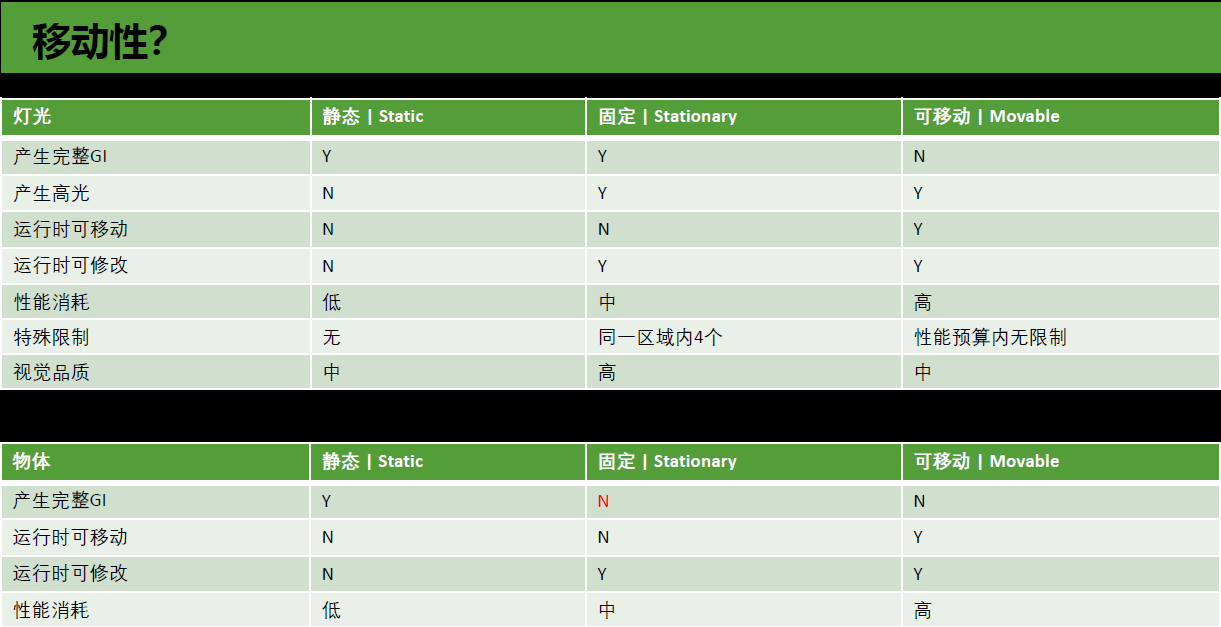 移动性?
灯光 静态 | Static 固定 | Stationary 可移动 | Movable
产生完整GI Y Y N
产生高光 N Y Y
运行时可移动 N N Y
运行时可修改 N Y Y
性能消耗 低 中 高
特殊限制 无 同一区域内4个 性能预算内无限制
视觉品质 中 高 中
物体 静态 | Static 固定 | Stationary 可移动 | Movable
产生完整GI Y N N
运行时可移动 N N Y
运行时可修改 N Y Y
性能消耗 低 中 高